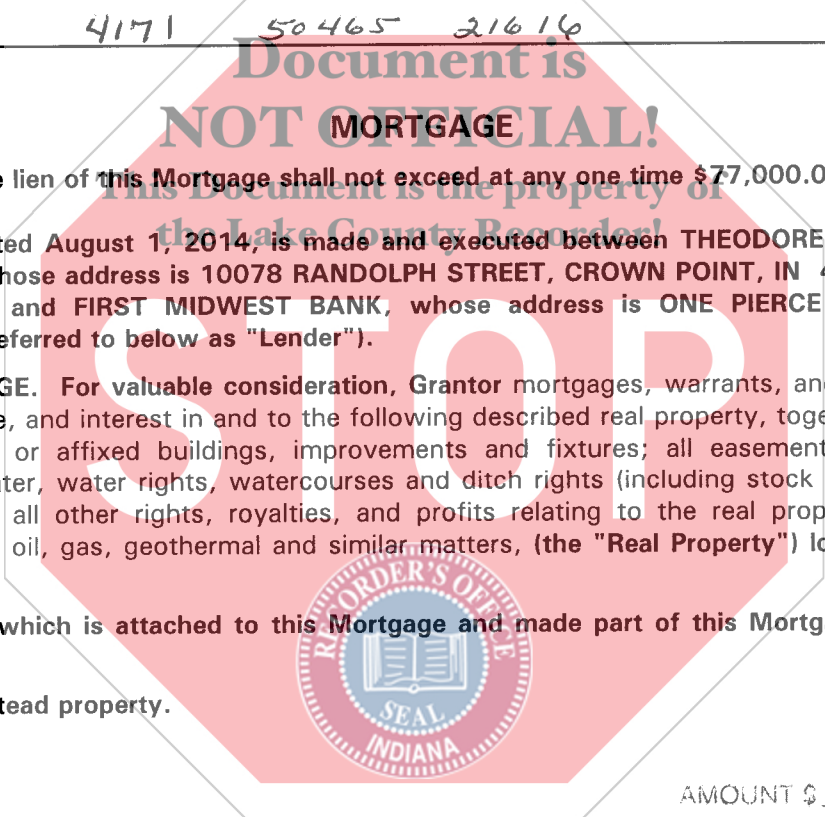 4171 50465 21616
Document is
NOT OFFICIAL!
MORTGAGE
This Document is the property of
the Lake County Recorder!
lien of this Mortgage shall not exceed at any one time $77,000.0
ted August 1, 2014, is made and executed between THEODORE
hose address is 10078 RANDOLPH STREET, CROWN POINT, IN 4
and FIRST MIDWEST BANK, whose address is ONE PIERCE
eferred to below as "Lender").
GE. For valuable consideration, Grantor mortgages, warrants, an
e, and interest in and to the following described real property, toge
or affixed buildings, improvements and fixtures; all easement
ter, water rights, watercourses and ditch rights (including stock
all other rights, royalties, and profits relating to the real prop
oil, gas, geothermal and similar matters, (the "Real Property") lo
STOP
which is attached to this Mortgage and made part of this Mortg
tead property.
RECORDER'S OFFICE
SEAL
INDIANA
AMOUNT $